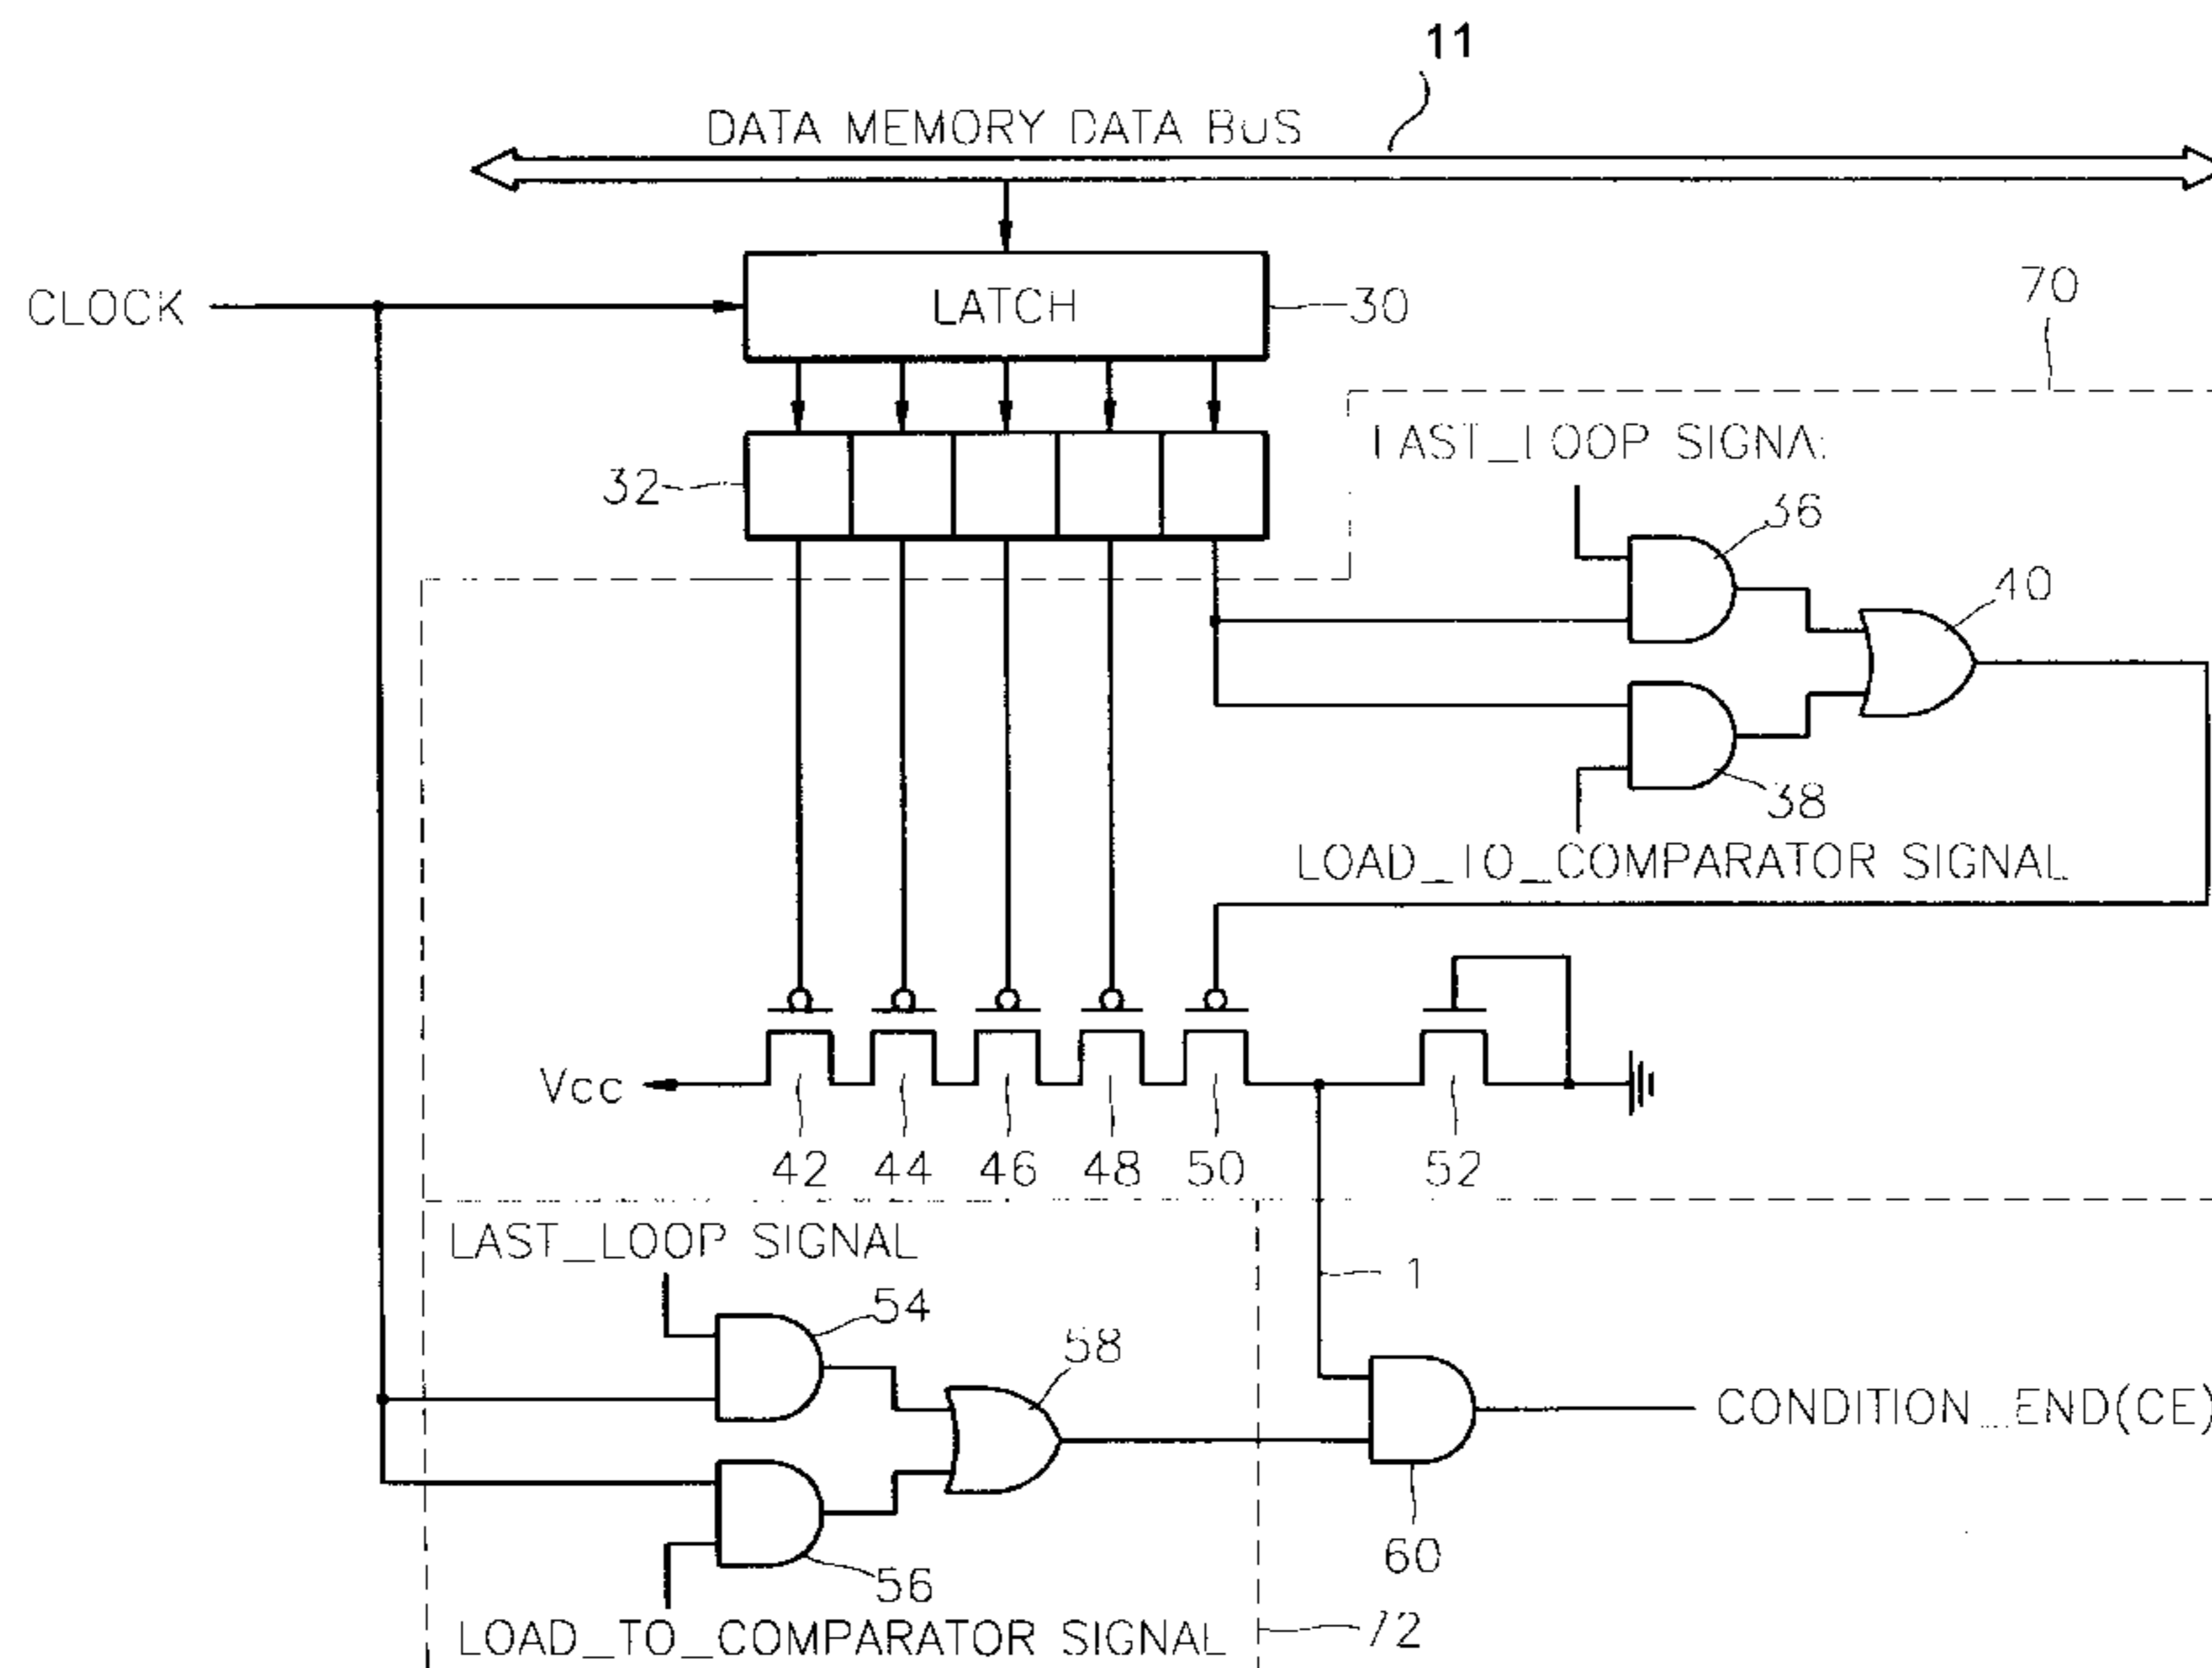 11
DATA MEMORY DATA BUS
CLOCK
LATCH
30
70
LAST_LOOP SIGNAL
32
36
40
38
LOAD_TO_COMPARATOR SIGNAL
Vcc
42 44 46 48 50 52
LAST_LOOP SIGNAL
1
54
58
CONDITION_END(CE)
60
56
LOAD_TO_COMPARATOR SIGNAL
72